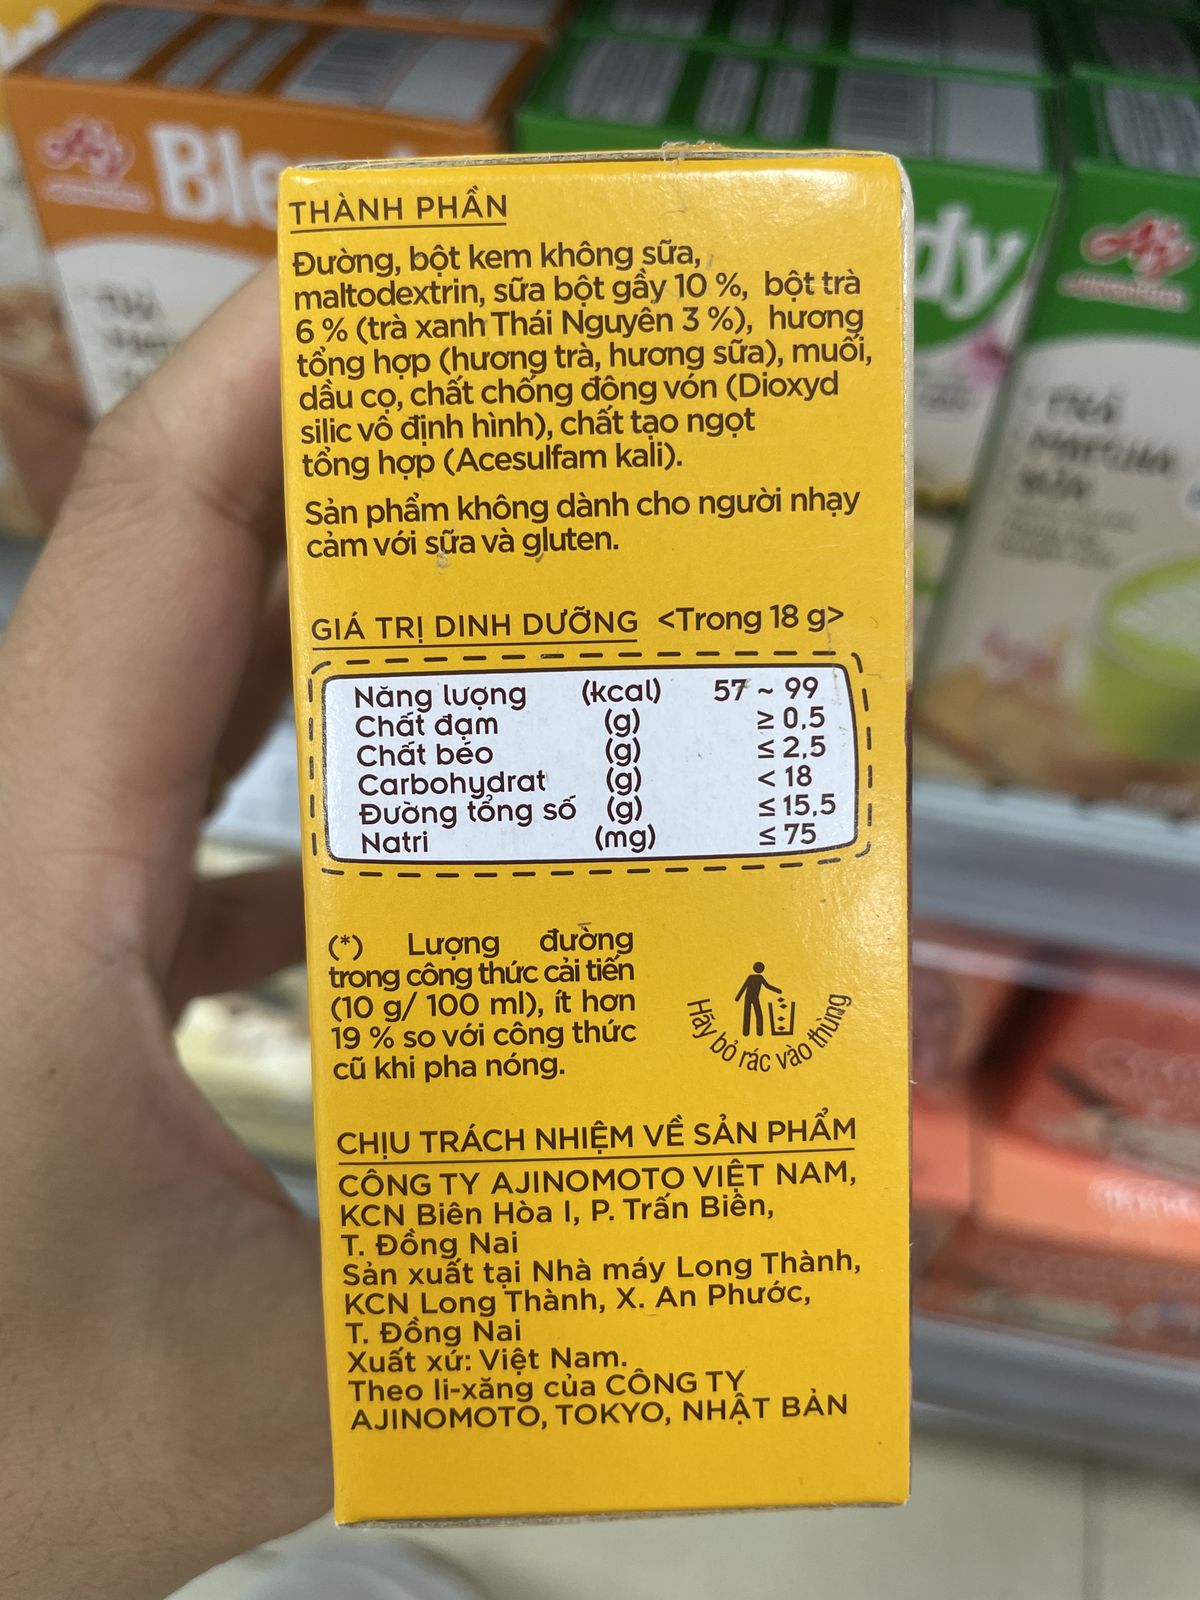 Ble
dy
THÀNH PHẦN
Đường, bột kem không sữa,
maltodextrin, sữa bột gầy 10 %, bột trà
6 % (trà xanh Thái Nguyên 3 %), hương
tổng hợp (hương trà, hương sữa), muối,
dầu cọ, chất chống đông vón (Dioxyd
silic vô định hình), chất tạo ngọt
tổng hợp (Acesulfam kali).
Sản phẩm không dành cho người nhạy
cảm với sữa và gluten.
GIÁ TRỊ DINH DƯỠNG <Trong 18 g>
Năng lượng (kcal) 57 ~ 99
Chất đạm (g) ≥ 0,5
Chất béo (g) ≤ 2,5
Carbohydrat (g) < 18
Đường tổng số (g) ≤ 15,5
Natri (mg) ≤ 75
(*) Lượng đường
trong công thức cải tiến
(10 g/ 100 ml), ít hơn
19 % so với công thức
cũ khi pha nóng.
Hãy bỏ rác vào thùng
CHỊU TRÁCH NHIỆM VỀ SẢN PHẨM
CÔNG TY AJINOMOTO VIỆT NAM,
KCN Biên Hòa I, P. Trấn Biên,
T. Đồng Nai
Sản xuất tại Nhà máy Long Thành,
KCN Long Thành, X. An Phước,
T. Đồng Nai
Xuất xứ: Việt Nam.
Theo li-xăng của CÔNG TY
AJINOMOTO, TOKYO, NHẬT BẢN